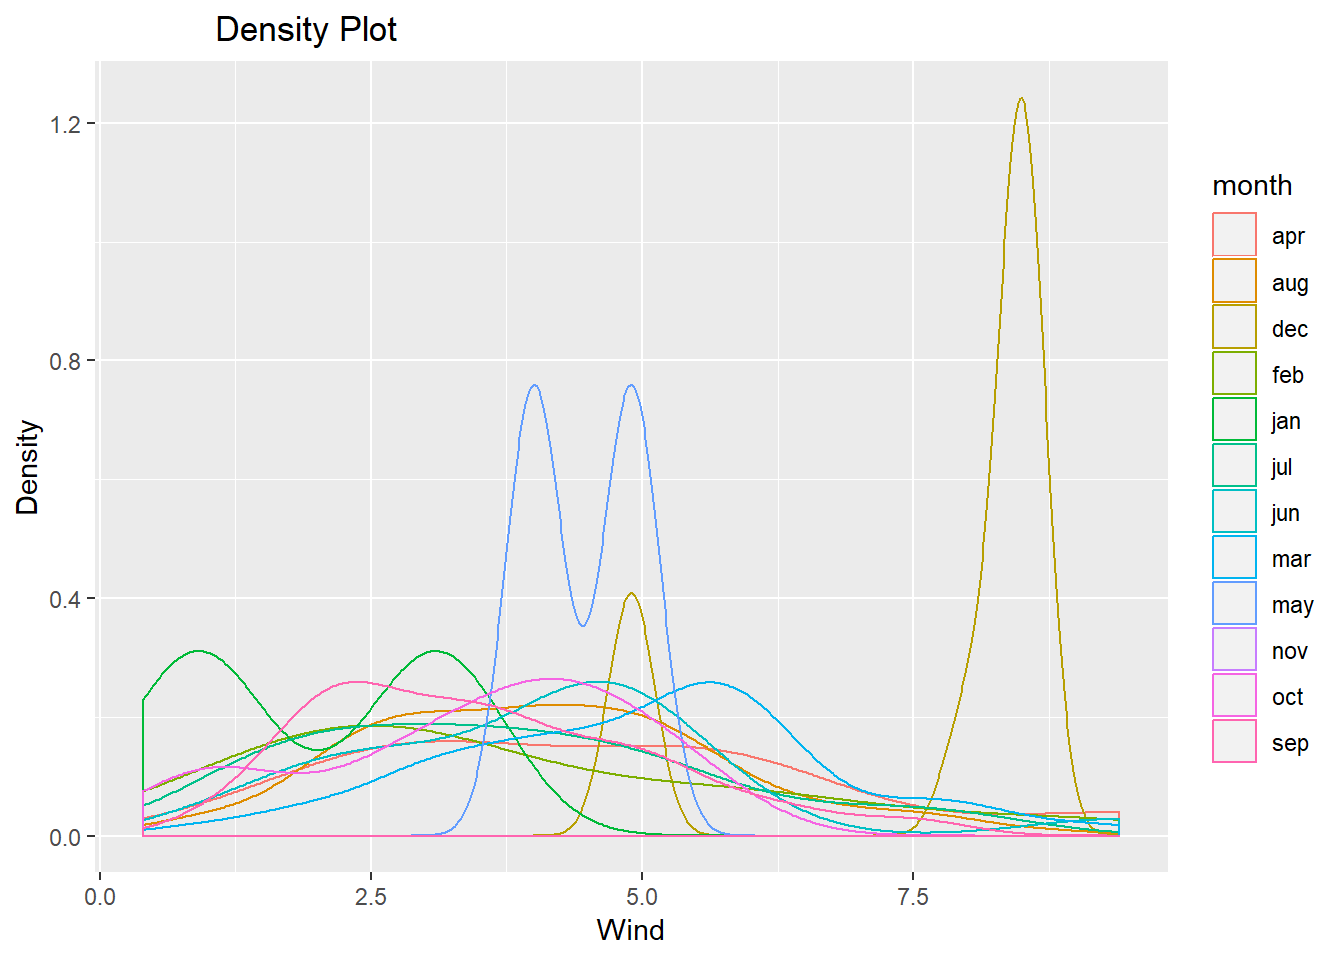 Density Plot
1.2
0.8
0.4
0.0
Density
0.0 2.5 5.0 7.5
Wind
month
apr
aug
dec
feb
jan
jul
jun
mar
may
nov
oct
sep